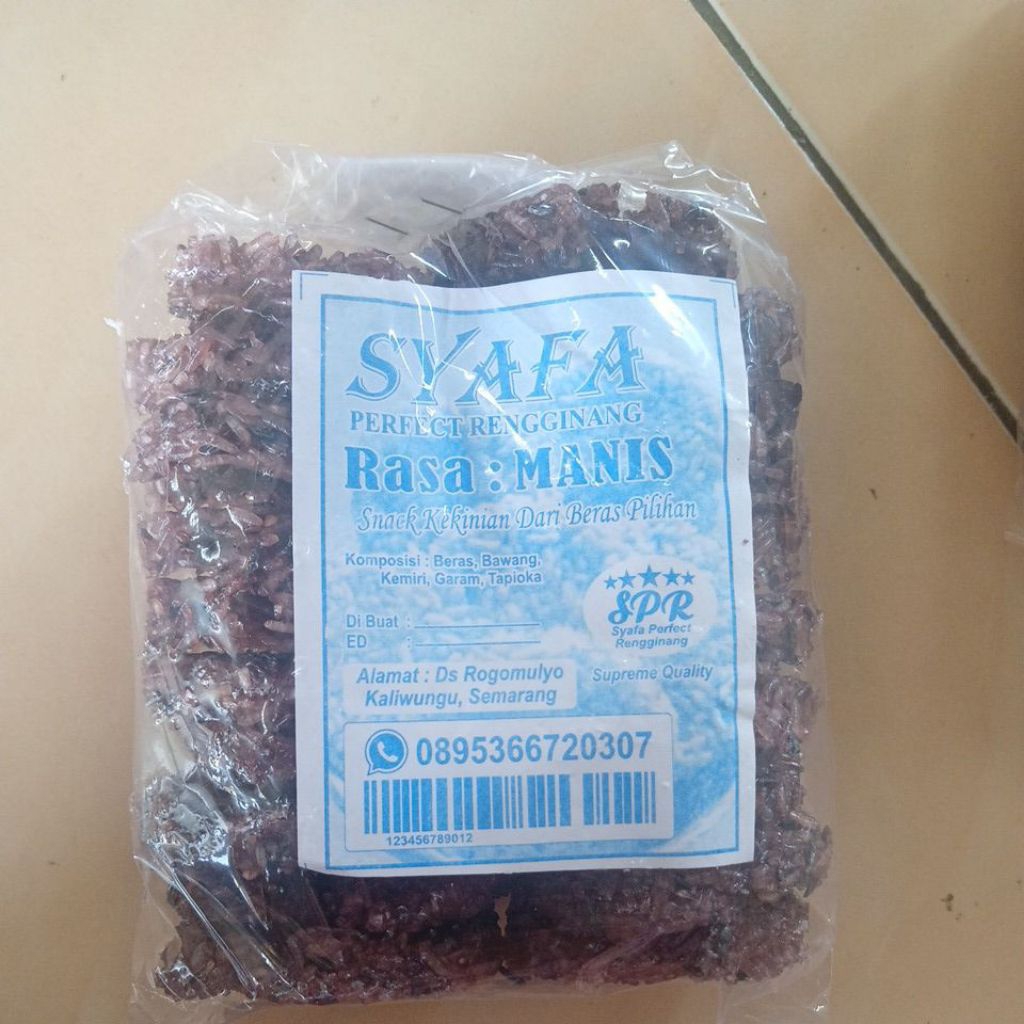 SYAFA
PERFECT RENGGINANG
Rasa : MANIS
Snack Kekinian Dari Beras Pilihan
Komposisi : Beras, Bawang,
Kemiri, Garam, Tapioka
SPR
Syafa Perfect
Rengginang
Supreme Quality
Di Buat :
ED :
Alamat : Ds Rogomulyo
Kaliwungu, Semarang
0895366720307
123456789012